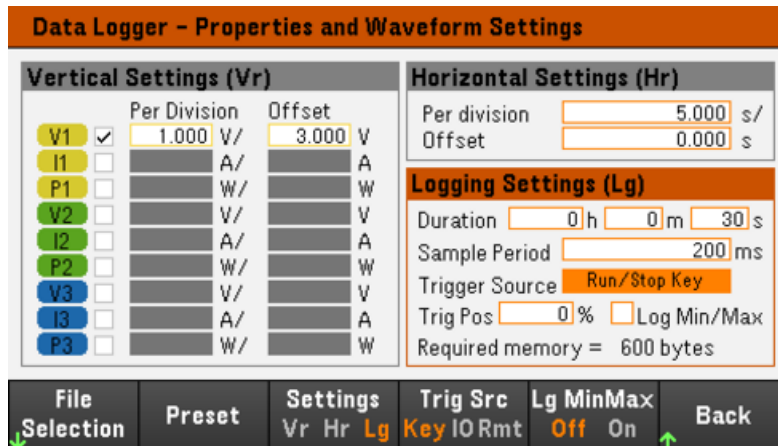 Data Logger – Properties and Waveform Settings
Vertical Settings (Vr)
Per Division Offset
V1 1.000 V/ 3.000 V
I1 A/ A
P1 W/ W
V2 V/ V
I2 A/ A
P2 W/ W
V3 V/ V
I3 A/ A
P3 W/ W
Horizontal Settings (Hr)
Per division 5.000 s/
Offset 0.000 s
Logging Settings (Lg)
Duration 0 h 0 m 30 s
Sample Period 200 ms
Trigger Source Run/Stop Key
Trig Pos 0 % Log Min/Max
Required memory = 600 bytes
File
Selection
Preset
Settings
Vr Hr Lg
Trig Src
Key IO Rmt
Lg MinMax
Off On
Back